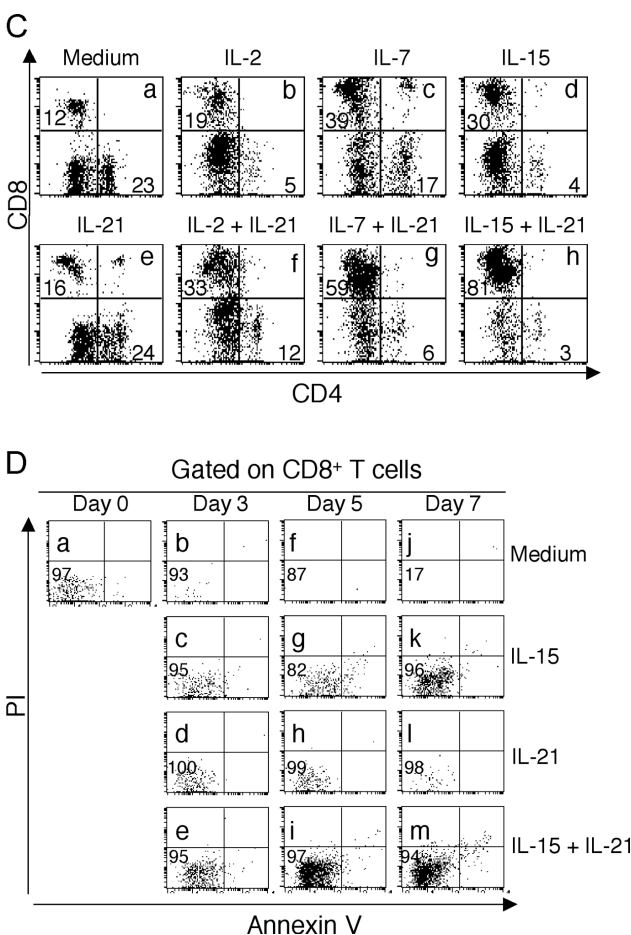 C
Medium IL-2 IL-7 IL-15
a b c d
12 19 39 30
23 5 17 4
CD8
IL-21 IL-2 + IL-21 IL-7 + IL-21 IL-15 + IL-21
e f g h
16 33 59 81
24 12 6 3
CD4
D
Gated on CD8+ T cells
Day 0 Day 3 Day 5 Day 7
a b f j Medium
97 93 87 17
c g k IL-15
95 82 96
PI
d h l IL-21
100 99 98
e i m IL-15 + IL-21
95 97 94
Annexin V